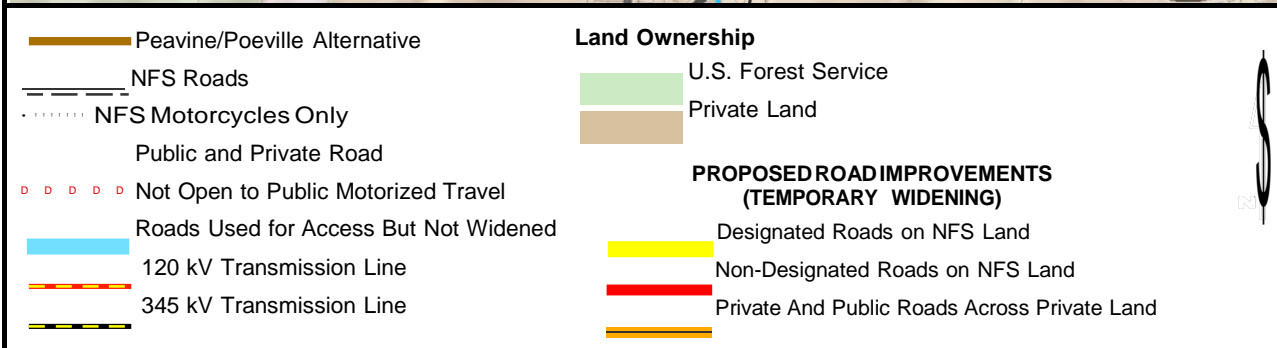 Peavine/Poeville Alternative
NFS Roads
NFS Motorcycles Only
Public and Private Road
D D D D D Not Open to Public Motorized Travel
Roads Used for Access But Not Widened
120 kV Transmission Line
345 kV Transmission Line
Land Ownership
U.S. Forest Service
Private Land
PROPOSED ROAD IMPROVEMENTS
(TEMPORARY WIDENING)
Designated Roads on NFS Land
Non-Designated Roads on NFS Land
Private And Public Roads Across Private Land
S
N